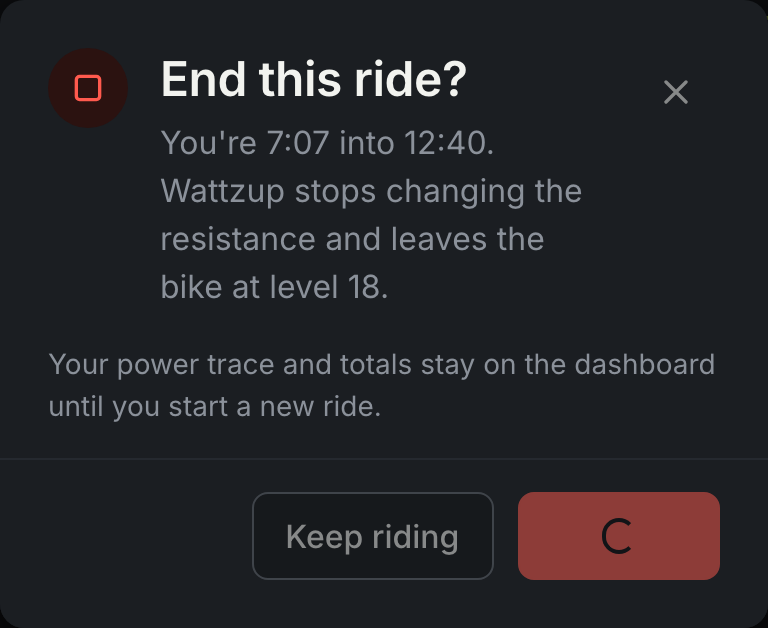 End this ride?
You're 7:07 into 12:40.
Wattzup stops changing the
resistance and leaves the
bike at level 18.
Your power trace and totals stay on the dashboard
until you start a new ride.
Keep riding